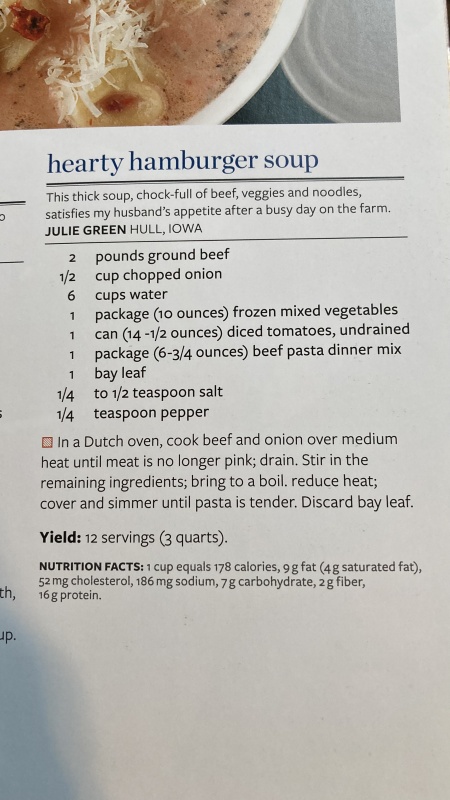 hearty hamburger soup
This thick soup, chock-full of beef, veggies and noodles,
satisfies my husband's appetite after a busy day on the farm.
JULIE GREEN HULL, IOWA
2 pounds ground beef
1/2 cup chopped onion
6 cups water
1 package (10 ounces) frozen mixed vegetables
1 can (14 -1/2 ounces) diced tomatoes, undrained
1 package (6-3/4 ounces) beef pasta dinner mix
1 bay leaf
1/4 to 1/2 teaspoon salt
1/4 teaspoon pepper
In a Dutch oven, cook beef and onion over medium
heat until meat is no longer pink; drain. Stir in the
remaining ingredients; bring to a boil. reduce heat;
cover and simmer until pasta is tender. Discard bay leaf.
Yield: 12 servings (3 quarts).
NUTRITION FACTS: 1 cup equals 178 calories, 9 g fat (4 g saturated fat),
52 mg cholesterol, 186 mg sodium, 7 g carbohydrate, 2 g fiber,
16 g protein.
th,
up.